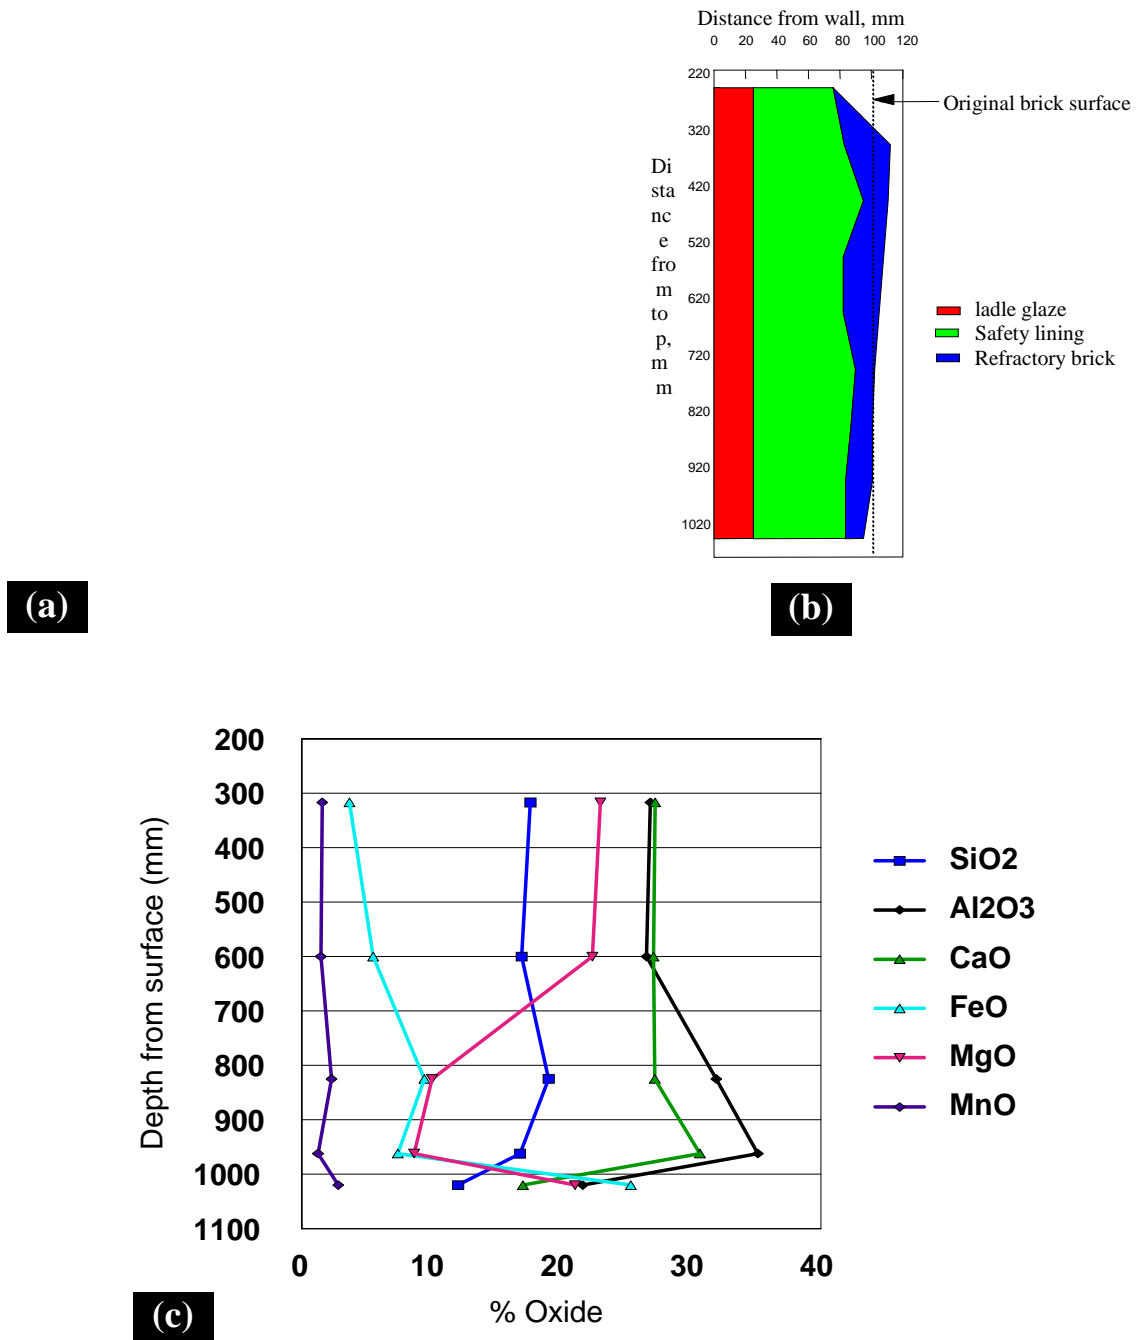 Distance from wall, mm
0 20 40 60 80 100 120
220
320
420
520
620
720
820
920
1020
Di
sta
nc
e
fro
m
to
p,
m
m
Original brick surface
ladle glaze
Safety lining
Refractory brick
(a)
(b)
200
300
400
500
600
700
800
900
1000
1100
Depth from surface (mm)
0 10 20 30 40
% Oxide
SiO2
Al2O3
CaO
FeO
MgO
MnO
(c)